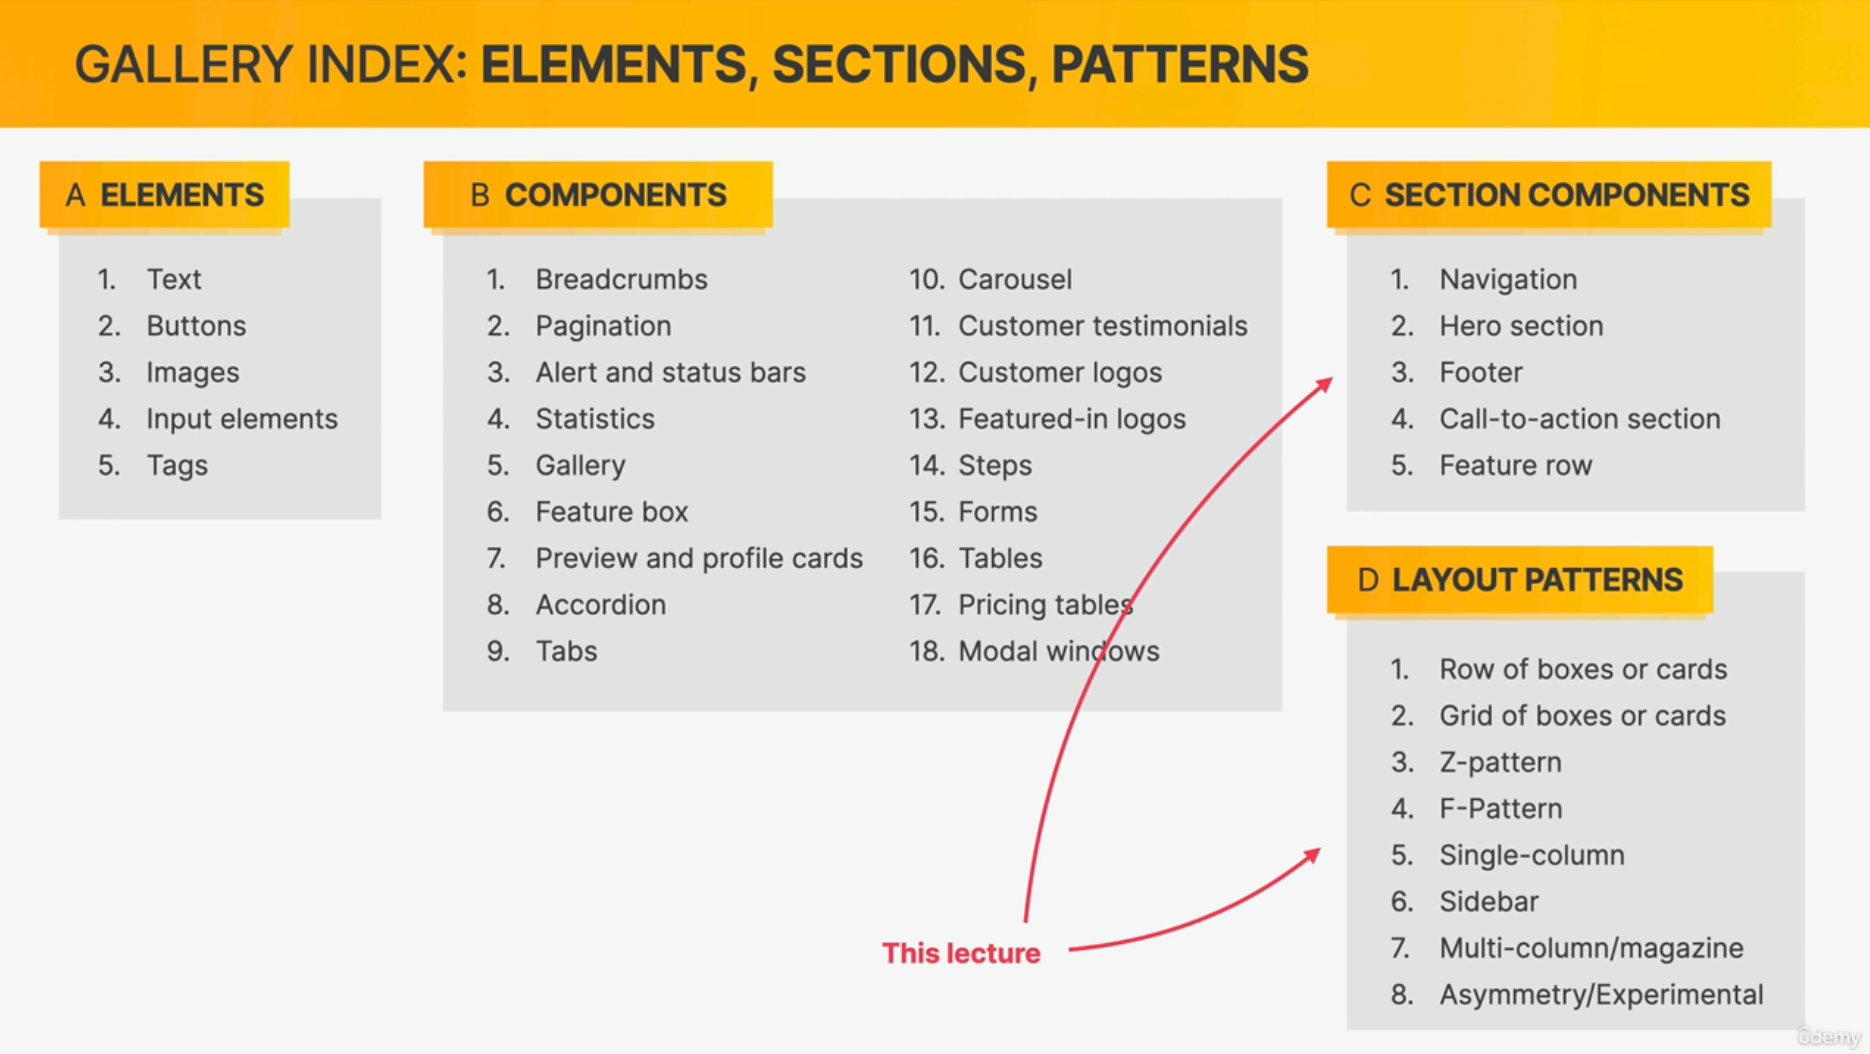 GALLERY INDEX: ELEMENTS, SECTIONS, PATTERNS
A ELEMENTS
1. Text
2. Buttons
3. Images
4. Input elements
5. Tags
B COMPONENTS
1. Breadcrumbs
2. Pagination
3. Alert and status bars
4. Statistics
5. Gallery
6. Feature box
7. Preview and profile cards
8. Accordion
9. Tabs
10. Carousel
11. Customer testimonials
12. Customer logos
13. Featured-in logos
14. Steps
15. Forms
16. Tables
17. Pricing tables
18. Modal windows
C SECTION COMPONENTS
1. Navigation
2. Hero section
3. Footer
4. Call-to-action section
5. Feature row
D LAYOUT PATTERNS
1. Row of boxes or cards
2. Grid of boxes or cards
3. Z-pattern
4. F-Pattern
5. Single-column
6. Sidebar
7. Multi-column/magazine
8. Asymmetry/Experimental
This lecture
ûdemy